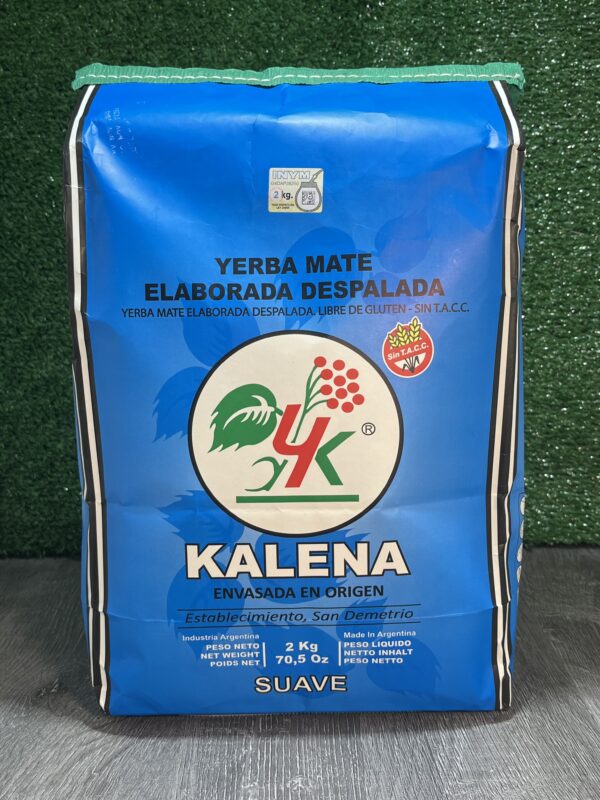 INYM
2 kg.
YERBA MATE
ELABORADA DESPALADA
YERBA MATE ELABORADA DESPALADA. LIBRE DE GLUTEN - SIN T.A.C.C.
Sin T.A.C.C.
YK ®
KALENA
ENVASADA EN ORIGEN
Establecimiento, San Demetrio
Industria Argentina
PESO NETO
NET WEIGHT
POIDS NET
2 Kg
70,5 Oz
Made In Argentina
PESO LIQUIDO
NETTO INHALT
PESO NETTO
SUAVE